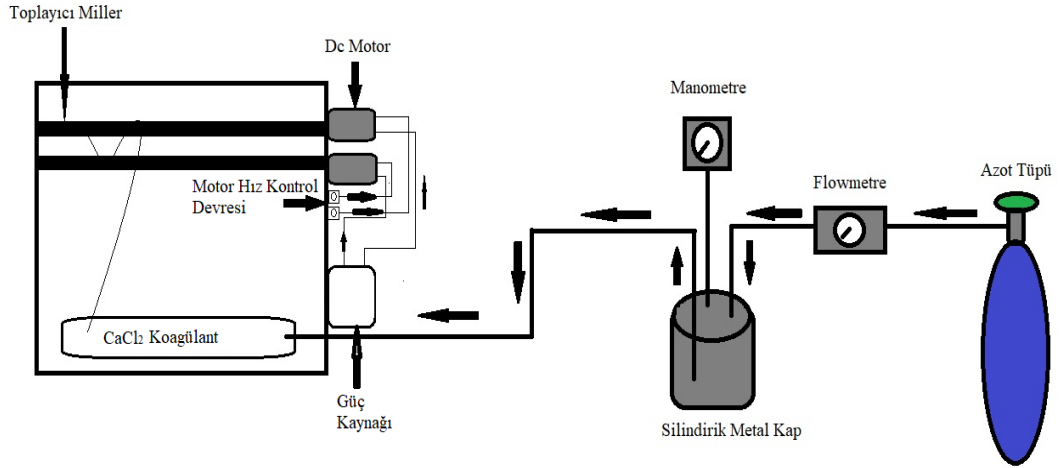 Toplayıcı Miller
Dc Motor
Manometre
Azot Tüpü
Flowmetre
Motor Hız Kontrol
Devresi
CaCl2 Koagülant
Güç
Kaynağı
Silindirik Metal Kap